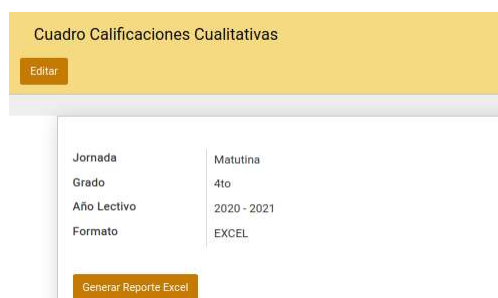 Cuadro Calificaciones Cualitativas
Editar
Jornada Matutina
Grado 4to
Año Lectivo 2020 - 2021
Formato EXCEL
Generar Reporte Excel